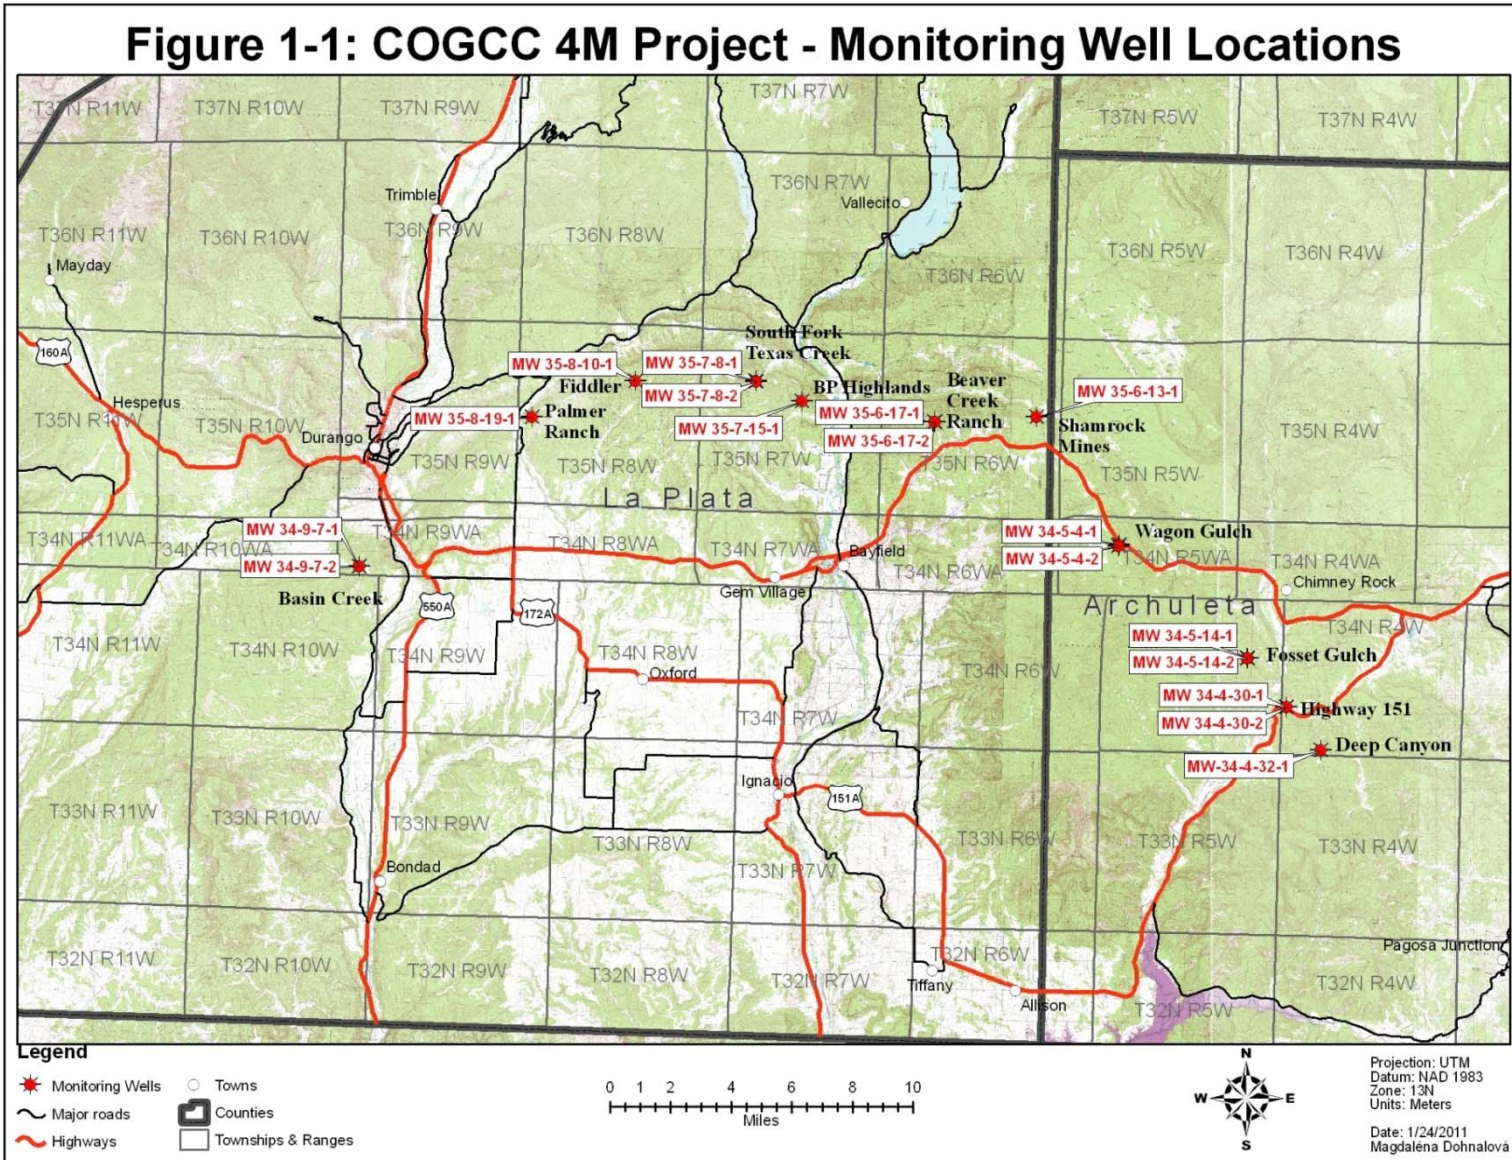 Figure 1-1: COGCC 4M Project - Monitoring Well Locations
T37N R11W
T37N R10W
T37N R9W
T37N R7W
T37N R5W
T37N R4W
Trimble
T36N R7W
Vallecito
T36N R11W
T36N R10W
T36N R9W
T36N R8W
T36N R6W
T36N R5W
T36N R4W
Mayday
160A
South Fork
Texas Creek
MW 35-8-10-1
Fiddler
MW 35-7-8-1
MW 35-7-8-2
BP Highlands
MW 35-7-15-1
Beaver
Creek
Ranch
MW 35-6-17-1
MW 35-6-17-2
MW 35-6-13-1
Shamrock
Mines
MW 35-8-19-1
Palmer
Ranch
Hesperus
T35N R11W
Durango
T35N R9W
T35N R8W
T35N R7W
T35N R6W
T35N R5W
T35N R4W
La Plata
MW 34-9-7-1
MW 34-9-7-2
Basin Creek
T34N R11WA
T34N R10WA
T34N R9WA
T34N R8WA
T34N R7WA
T34N R6WA
T34N R5WA
T34N R4WA
MW 34-5-4-1
MW 34-5-4-2
Wagon Gulch
Bayfield
Gem Village
Chimney Rock
Archuleta
550A
172A
T34N R11W
T34N R10W
T34N R9W
T34N R8W
T34N R7W
T34N R6W
T34N R4W
Oxford
MW 34-5-14-1
MW 34-5-14-2
Fosset Gulch
MW 34-4-30-1
MW 34-4-30-2
Highway 151
MW-34-4-32-1
Deep Canyon
Ignacio
151A
T33N R11W
T33N R10W
T33N R9W
T33N R8W
T33N R7W
T33N R6W
T33N R5W
T33N R4W
Bondad
T32N R11W
T32N R10W
T32N R9W
T32N R8W
T32N R7W
T32N R6W
T32N R5W
T32N R4W
Tiffany
Allison
Pagosa Junction
Legend
Monitoring Wells
Towns
Major roads
Counties
Highways
Townships & Ranges
0 1 2 4 6 8 10
Miles
N
W E
S
Projection: UTM
Datum: NAD 1983
Zone: 13N
Units: Meters
Date: 1/24/2011
Magdaléna Dohnalová